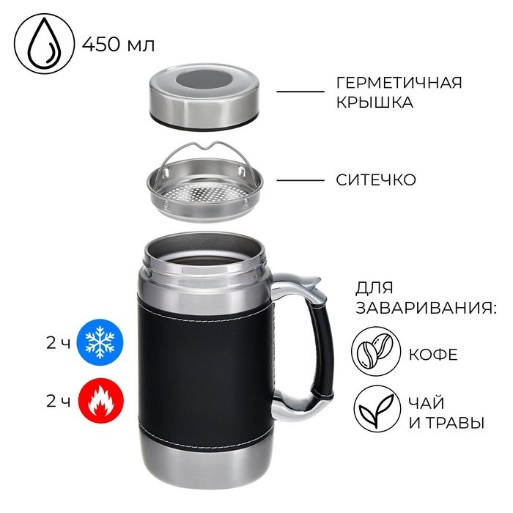 450 мл
ГЕРМЕТИЧНАЯ
КРЫШКА
СИТЕЧКО
ДЛЯ
ЗАВАРИВАНИЯ:
2 ч
КОФЕ
2 ч
ЧАЙ
И ТРАВЫ